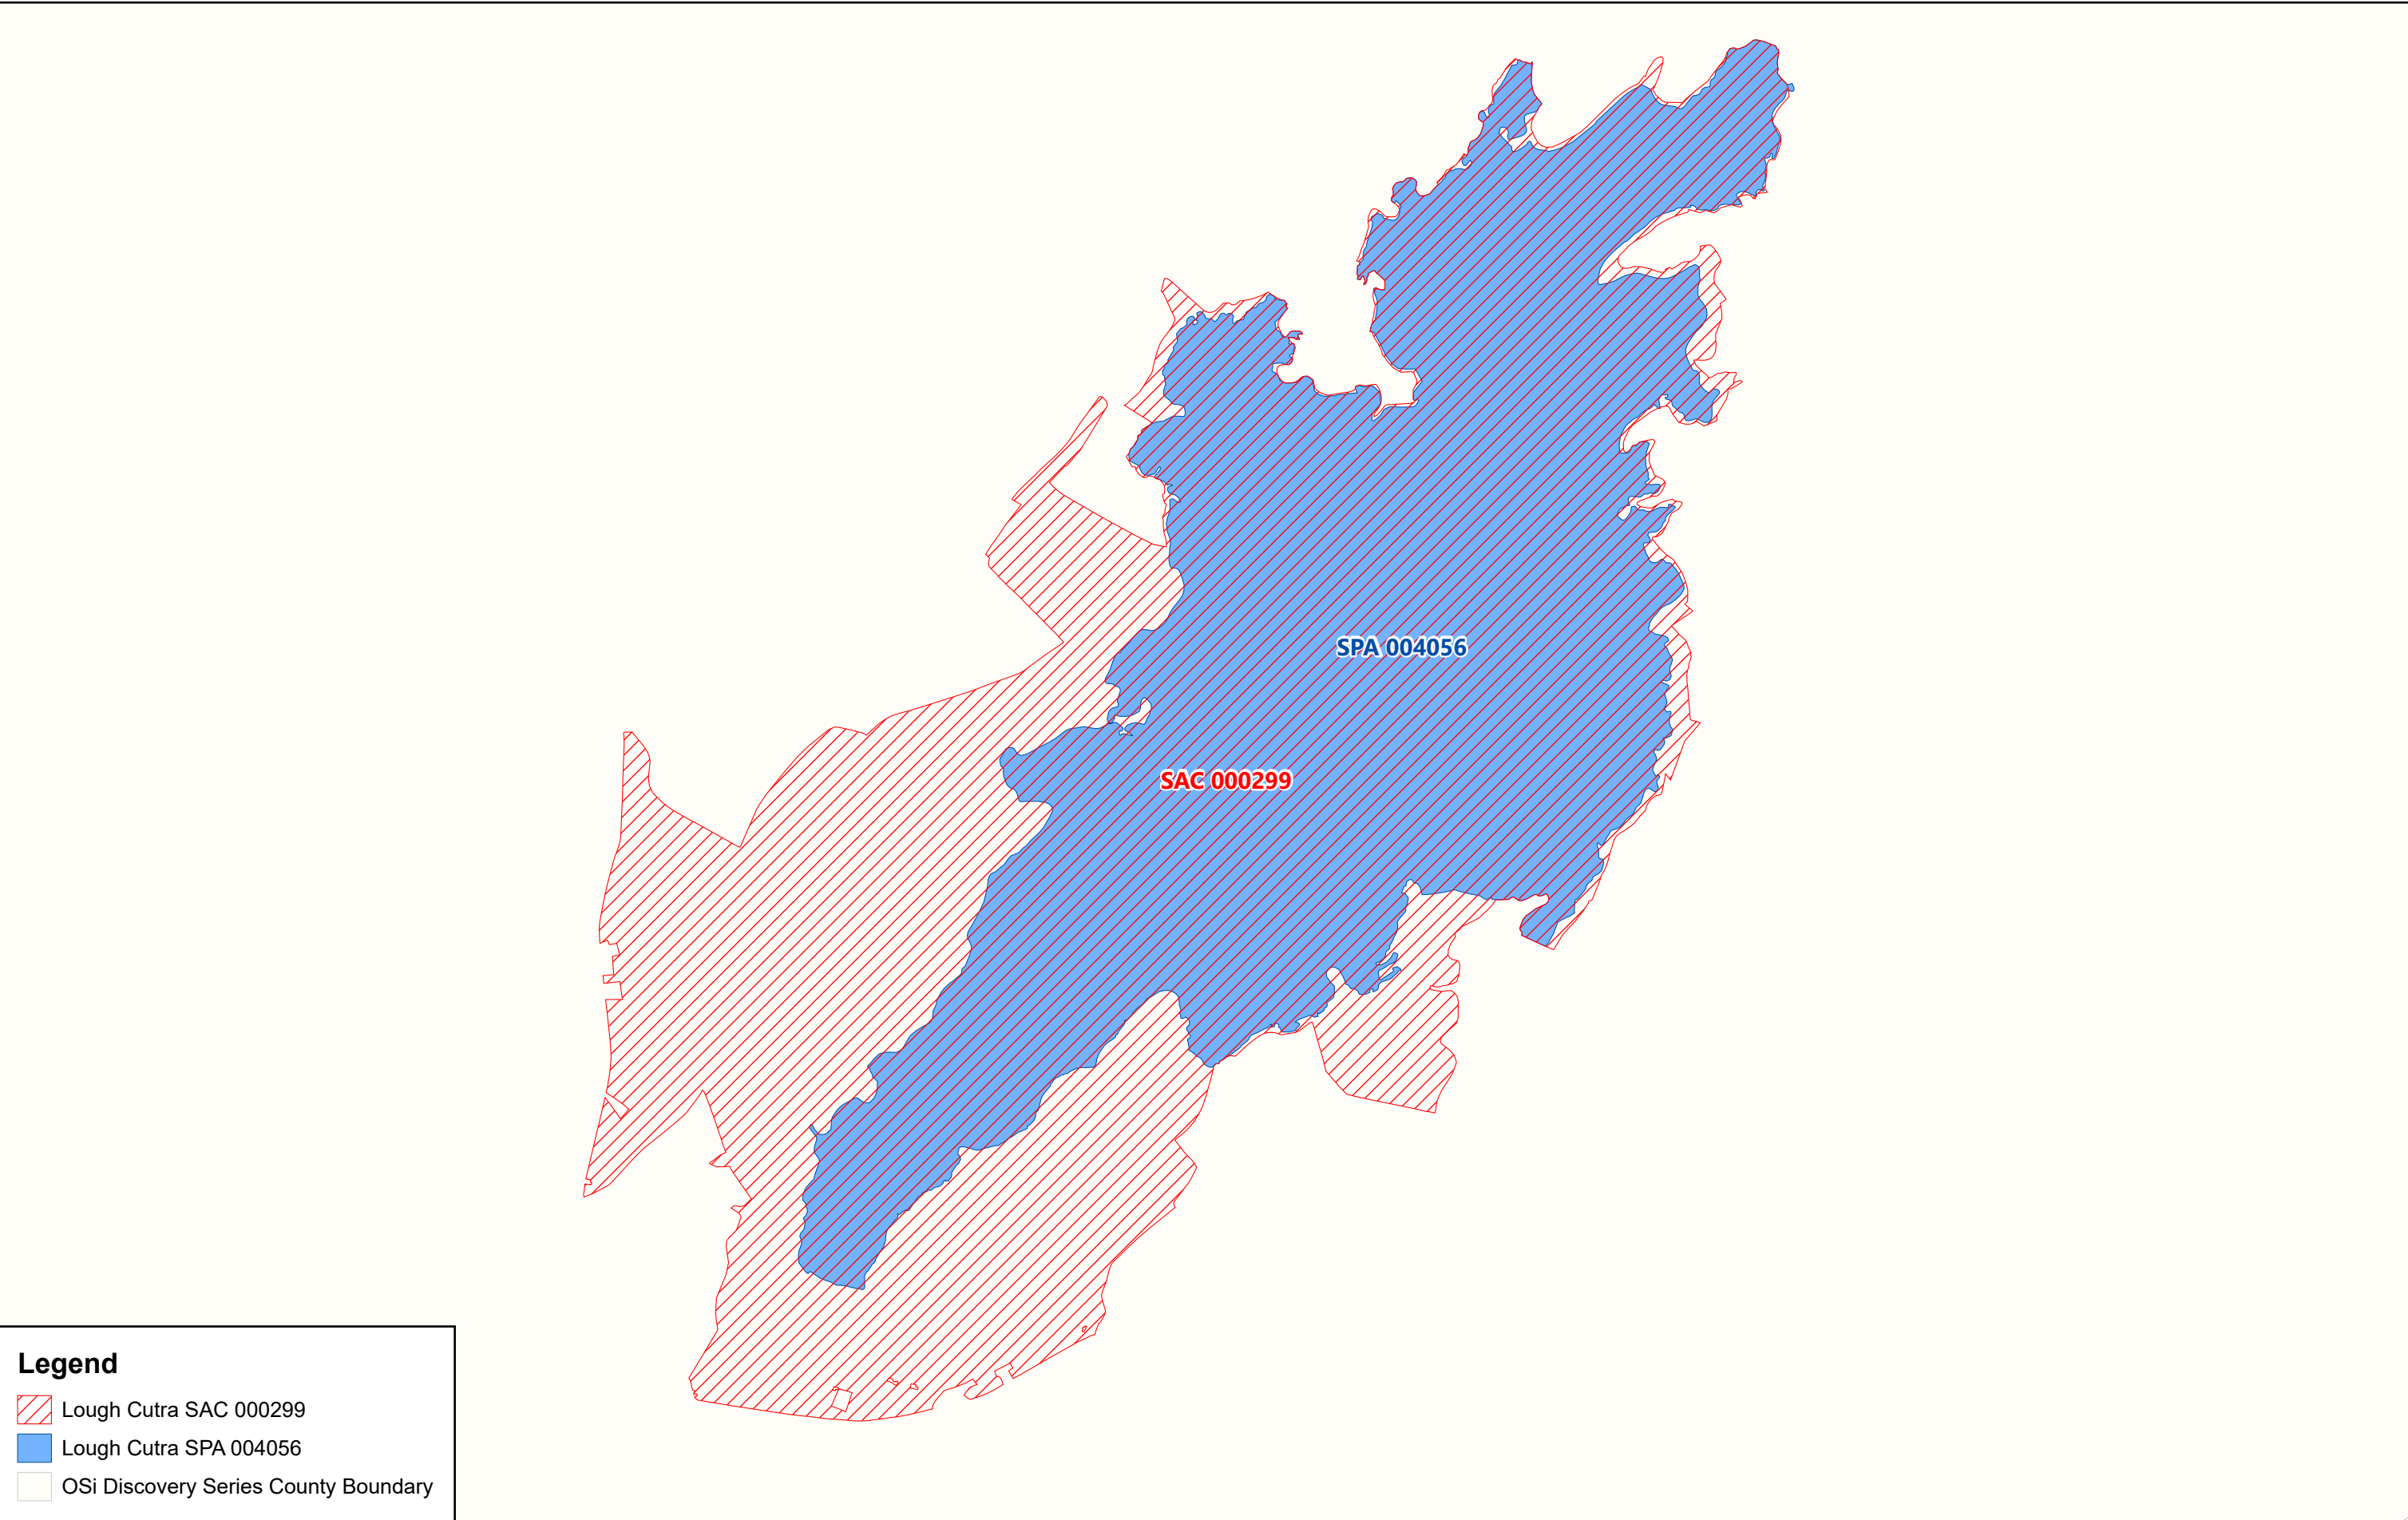 SPA 004056
SAC 000299
Legend
Lough Cutra SAC 000299
Lough Cutra SPA 004056
OSi Discovery Series County Boundary